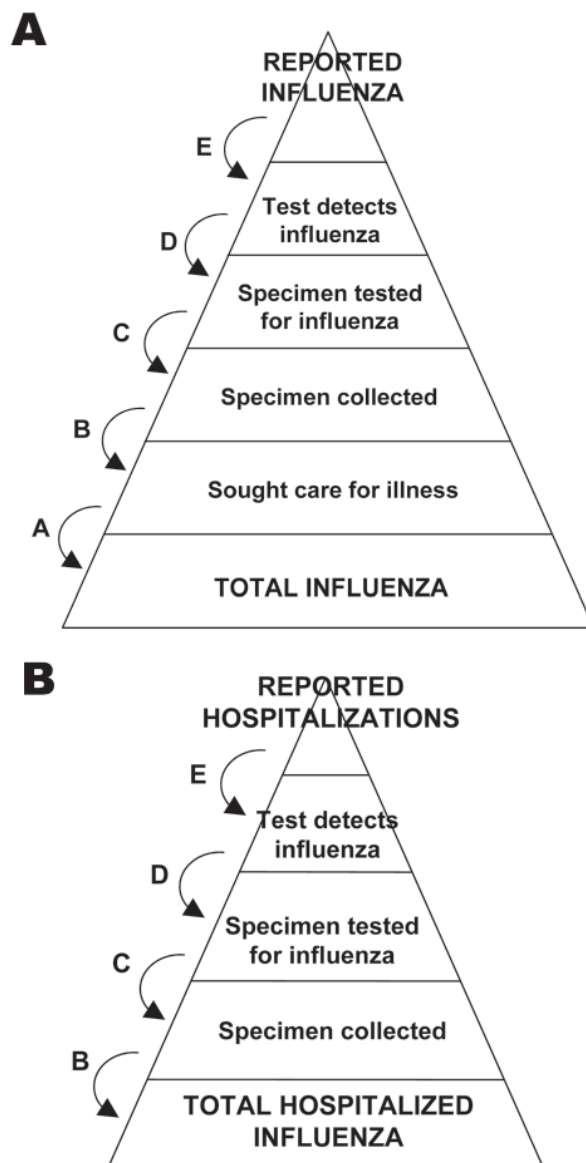 A
REPORTED
INFLUENZA
E
Test detects
influenza
D
Specimen tested
for influenza
C
Specimen collected
B
Sought care for illness
A
TOTAL INFLUENZA
B
REPORTED
HOSPITALIZATIONS
E
Test detects
influenza
D
Specimen tested
for influenza
C
Specimen collected
B
TOTAL HOSPITALIZED
INFLUENZA